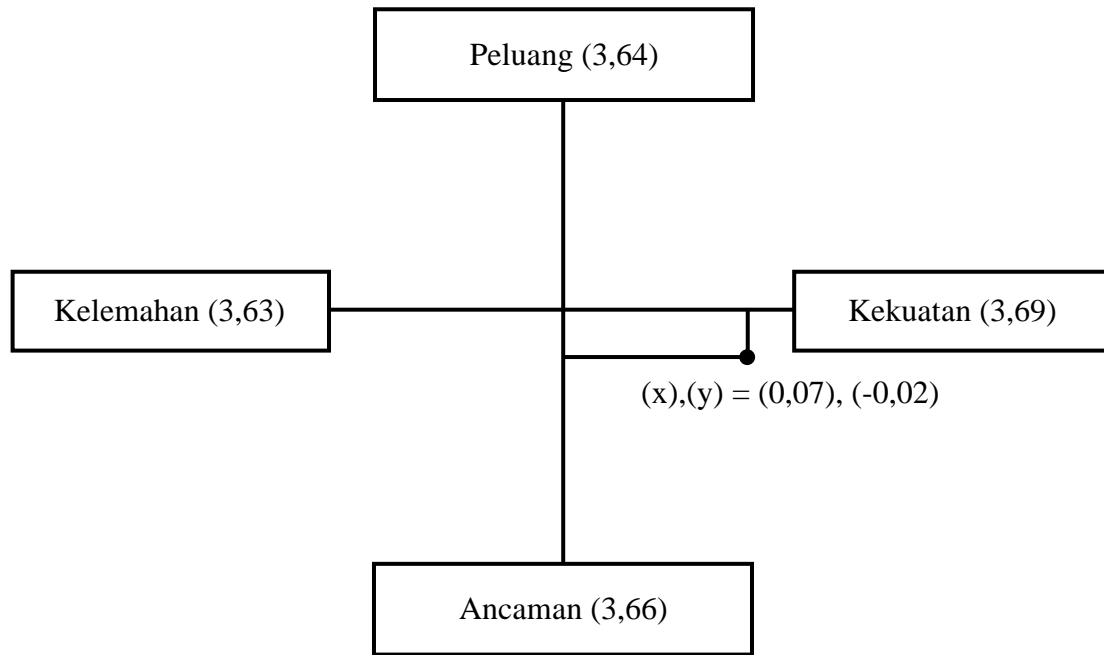 Peluang (3,64)
Kelemahan (3,63)
Kekuatan (3,69)
(x),(y) = (0,07), (-0,02)
Ancaman (3,66)